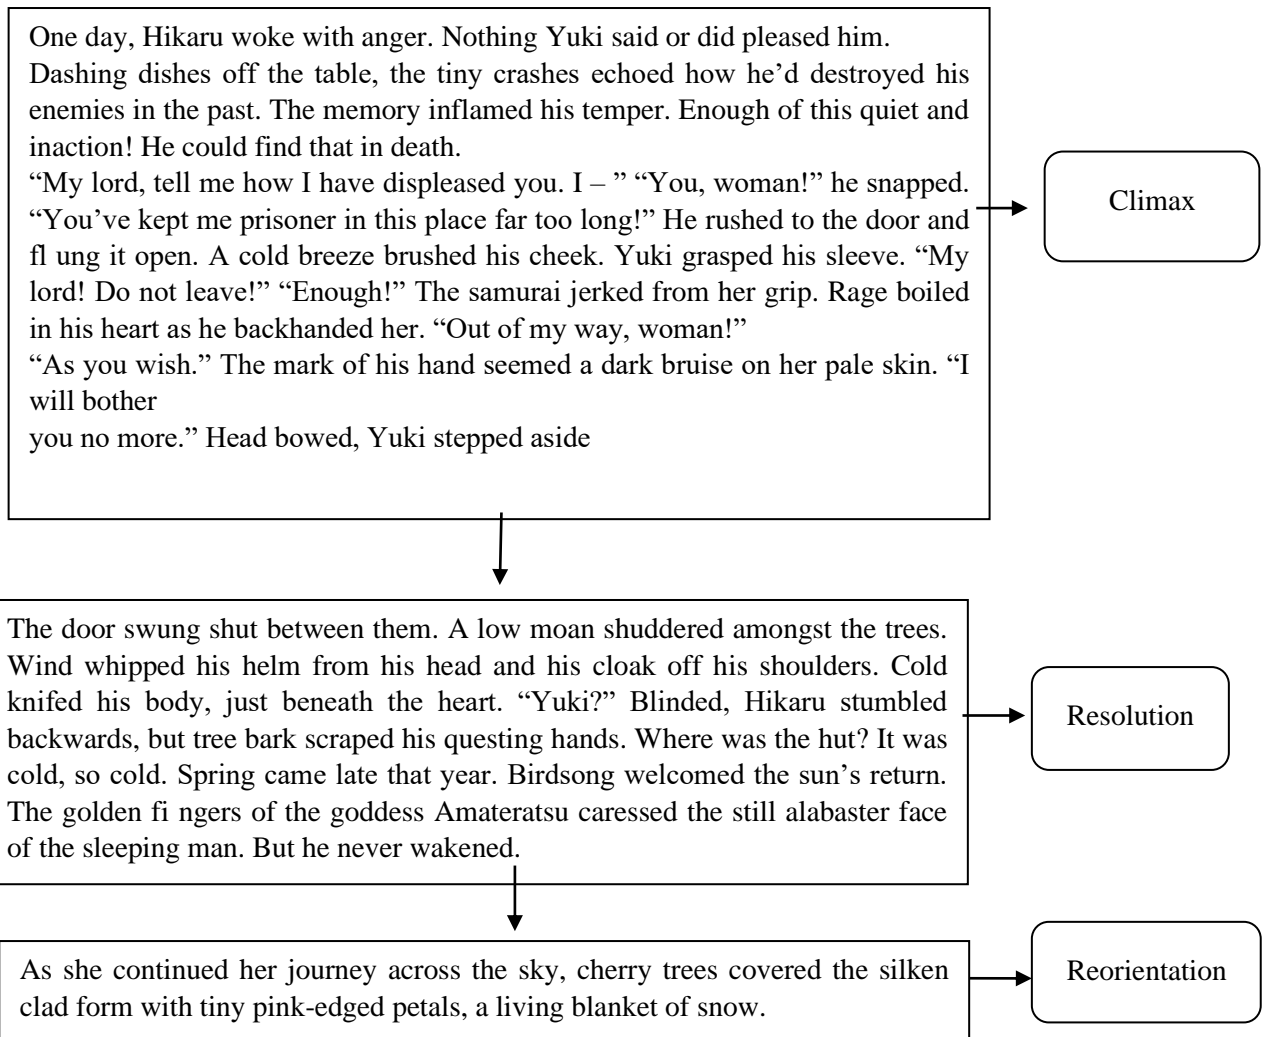 One day, Hikaru woke with anger. Nothing Yuki said or did pleased him.
Dashing dishes off the table, the tiny crashes echoed how he’d destroyed his
enemies in the past. The memory inflamed his temper. Enough of this quiet and
inaction! He could find that in death.
“My lord, tell me how I have displeased you. I – ” “You, woman!” he snapped.
“You’ve kept me prisoner in this place far too long!” He rushed to the door and
fl ung it open. A cold breeze brushed his cheek. Yuki grasped his sleeve. “My
lord! Do not leave!” “Enough!” The samurai jerked from her grip. Rage boiled
in his heart as he backhanded her. “Out of my way, woman!”
“As you wish.” The mark of his hand seemed a dark bruise on her pale skin. “I
will bother
you no more.” Head bowed, Yuki stepped aside
Climax
The door swung shut between them. A low moan shuddered amongst the trees.
Wind whipped his helm from his head and his cloak off his shoulders. Cold
knifed his body, just beneath the heart. “Yuki?” Blinded, Hikaru stumbled
backwards, but tree bark scraped his questing hands. Where was the hut? It was
cold, so cold. Spring came late that year. Birdsong welcomed the sun’s return.
The golden fi ngers of the goddess Amateratsu caressed the still alabaster face
of the sleeping man. But he never wakened.
Resolution
As she continued her journey across the sky, cherry trees covered the silken
clad form with tiny pink-edged petals, a living blanket of snow.
Reorientation